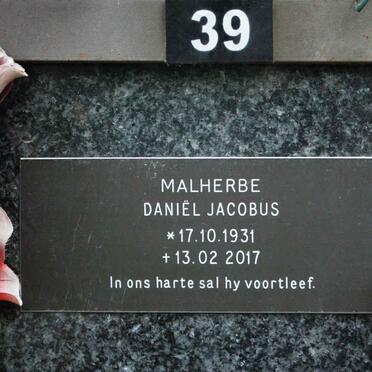 39
MALHERBE
DANIËL JACOBUS
* 17.10.1931
+ 13.02 2017
In ons harte sal hy voortleef.